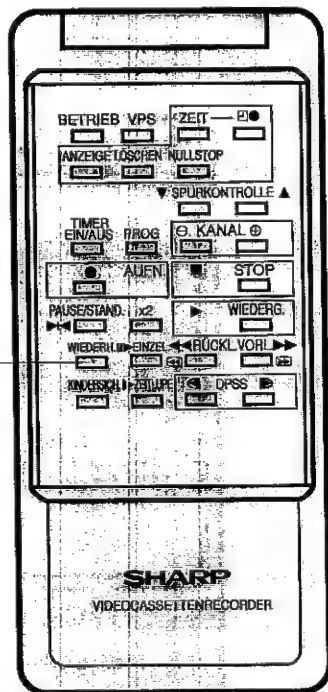 BETRIEB VPS ZEIT
ANZEIGE LÖSCHEN NULLSTOP
▼ SPURKONTROLLE ▲
TIMER
EIN/AUS PROG ⊖ KANAL ⊕
● AUFN ■ STOP
PAUSE/STAND. x2 ▶ WIEDERG.
WIEDERH. EINZEL ◀◀RÜCKL VORL▶▶
KINDERSICH. ZEITLUPE DPSS
SHARP
VIDEOCASSETTENRECORDER